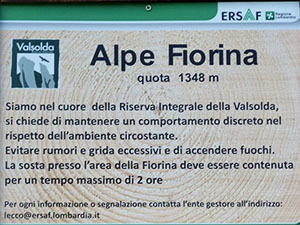 ERSAF
Regione
Lombardia
Valsolda
Alpe Fiorina
quota 1348 m
Siamo nel cuore della Riserva Integrale della Valsolda,
si chiede di mantenere un comportamento discreto nel
rispetto dell'ambiente circostante.
Evitare rumori e grida eccessivi e di accendere fuochi.
La sosta presso l'area della Fiorina deve essere contenuta
per un tempo massimo di 2 ore
Per ogni informazione o segnalazione contatta l'ente gestore all'indirizzo:
lecco@ersaf.lombardia.it